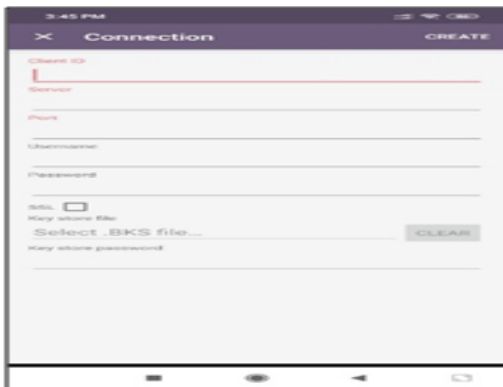 3:45 PM
Connection CREATE
Client ID
Server
Port
Username
Password
SSL
Key store file
Select .BKS file... CLEAR
Key store password